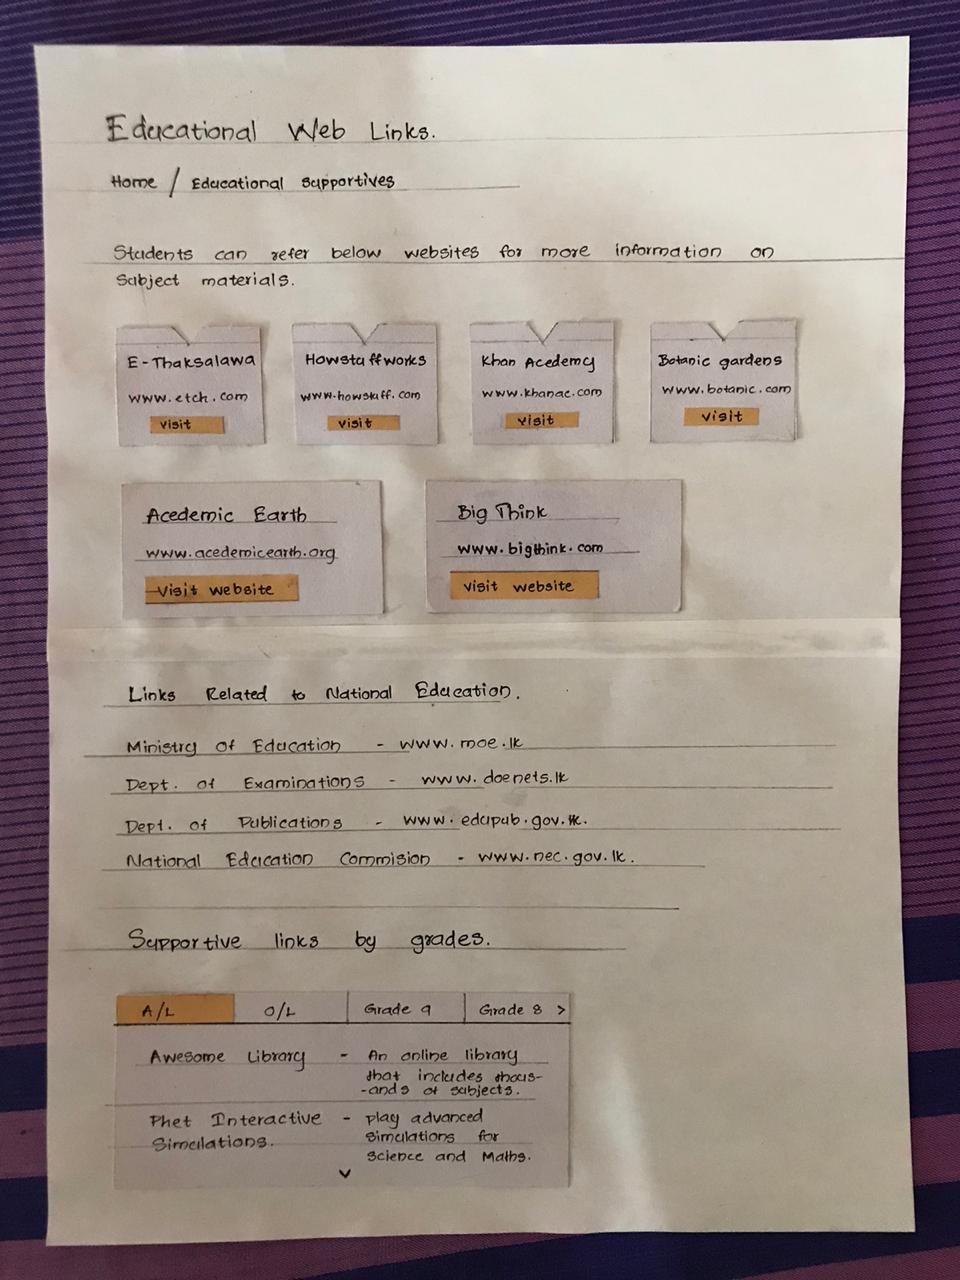 Educational Web Links.
Home / Educational Supportives
Students can refer below websites for more information on
Subject materials.
E-Thaksalawa
www.etch.com
visit
Howstuffworks
www.howstuff.com
visit
Khan Acedemy
www.khanac.com
visit
Botanic gardens
www.botanic.com
visit
Acedemic Earth
www.acedemicearth.org
Visit website
Big Think
www.bigthink.com
visit website
Links Related to National Education.
Ministry of Education - www.moe.lk
Dept. of Examinations - www.doenets.lk
Dept. of Publications - www.edupub.gov.lk.
National Education Commision - www.nec.gov.lk.
Supportive links by grades.
A/L O/L Grade 9 Grade 8 >
Awesome Library - An online library
that includes thous-
-ands of subjects.
Phet Interactive - play advanced
Simulations. simulations for
Science and Maths.